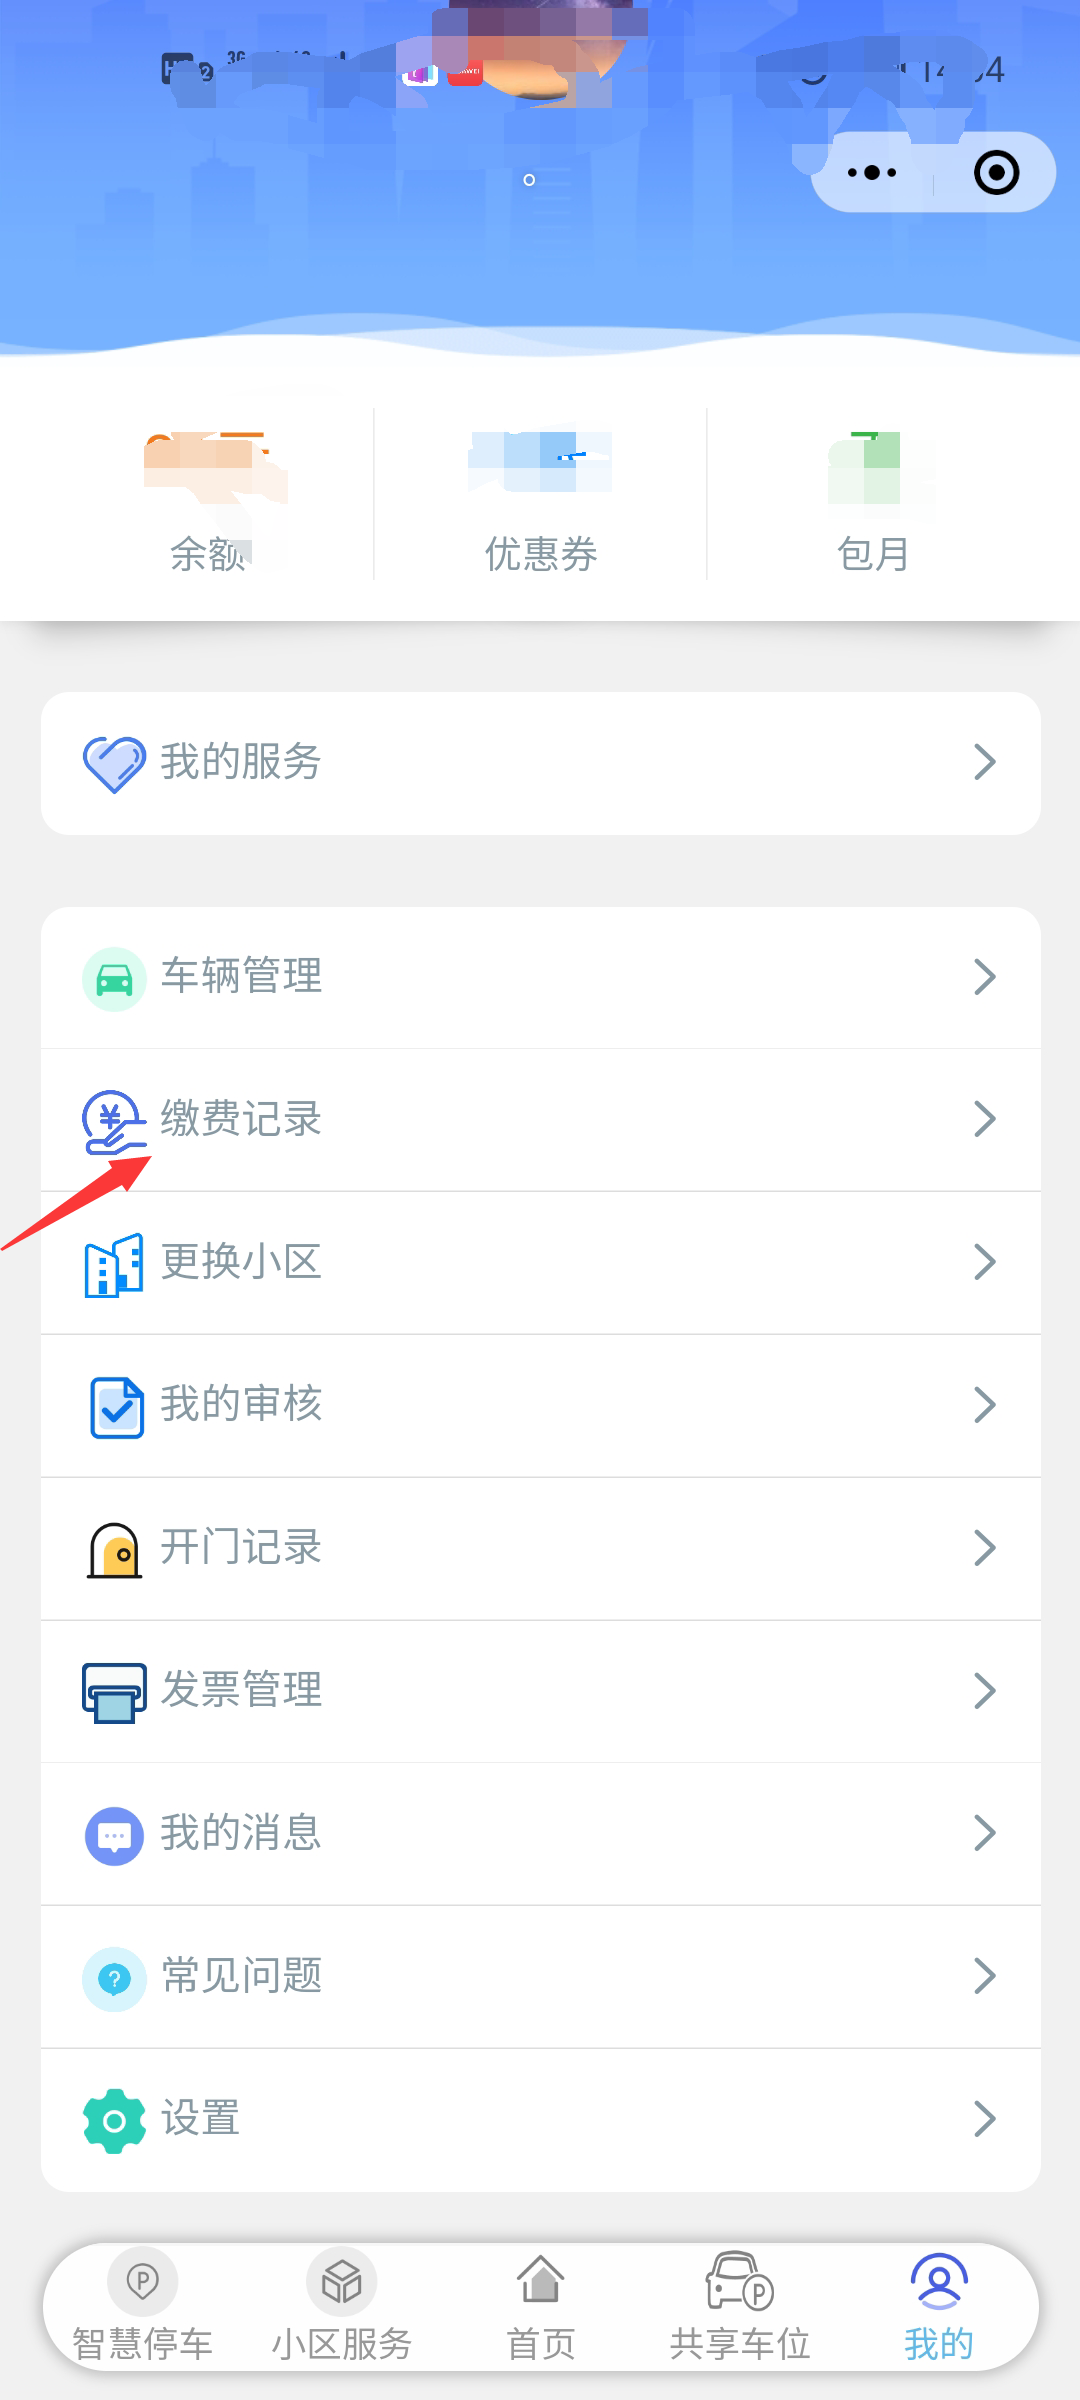 3G
余额
优惠券
包月
我的服务
车辆管理
缴费记录
更换小区
我的审核
开门记录
发票管理
我的消息
常见问题
设置
智慧停车
小区服务
首页
共享车位
我的